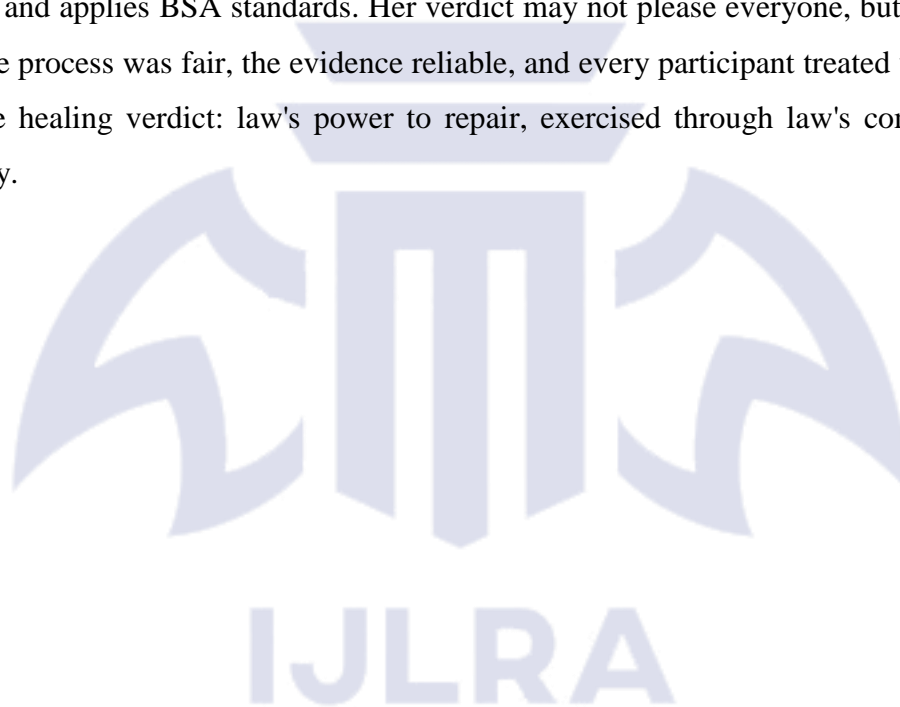 and applies BSA standards. Her verdict may not please everyone, but
e process was fair, the evidence reliable, and every participant treated
e healing verdict: law's power to repair, exercised through law's
y.
IJLRA